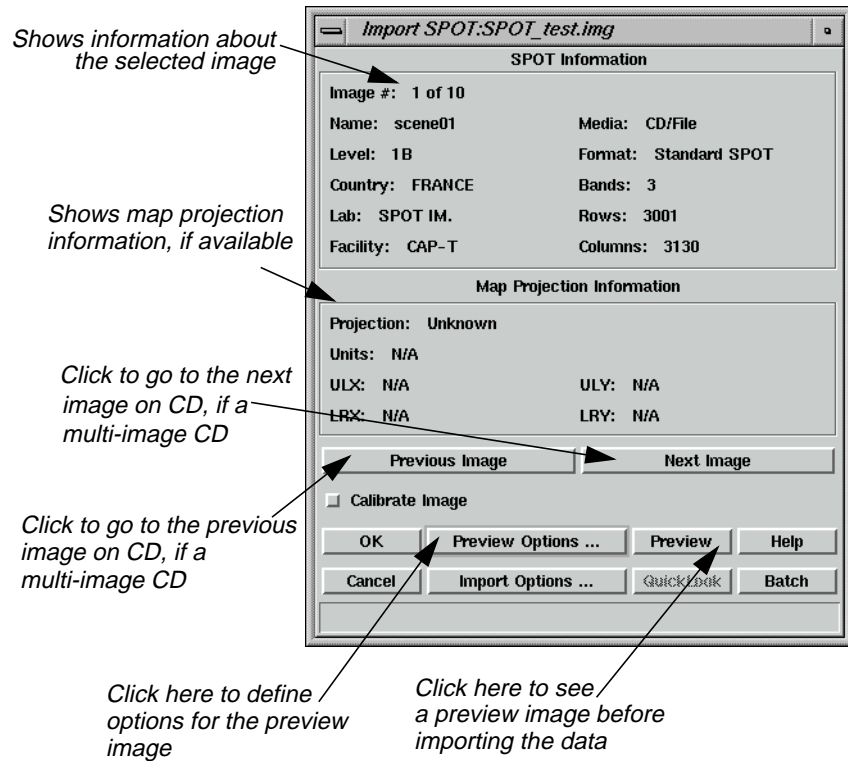 Import SPOT:SPOT_test.img
Shows information about
the selected image
SPOT Information
Image #: 1 of 10
Name: scene01 Media: CD/File
Level: 1B Format: Standard SPOT
Country: FRANCE Bands: 3
Lab: SPOT IM. Rows: 3001
Facility: CAP-T Columns: 3130
Shows map projection
information, if available
Map Projection Information
Projection: Unknown
Units: N/A
ULX: N/A ULY: N/A
LRX: N/A LRY: N/A
Click to go to the next
image on CD, if a
multi-image CD
Previous Image Next Image
Calibrate Image
Click to go to the previous
image on CD, if a
multi-image CD
OK Preview Options ... Preview Help
Cancel Import Options ... QuickLook Batch
Click here to define
options for the preview
image
Click here to see
a preview image before
importing the data